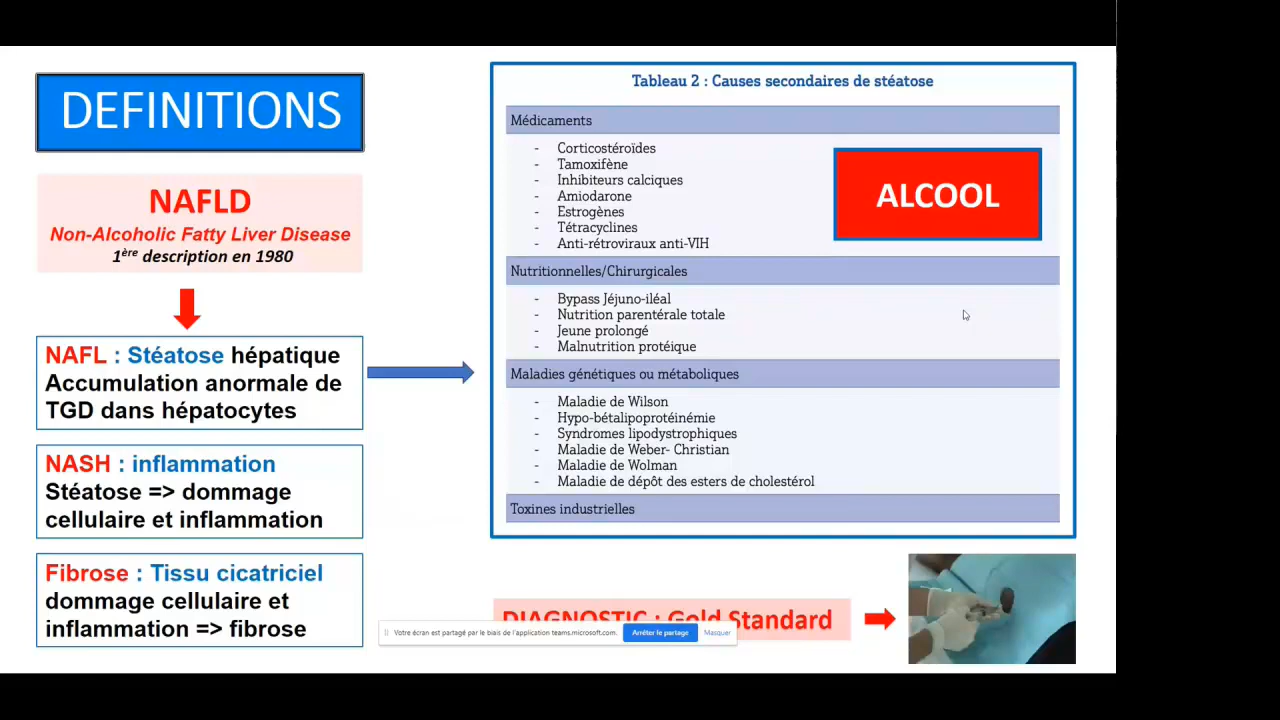 DEFINITIONS
NAFLD
Non-Alcoholic Fatty Liver Disease
1ère description en 1980
NAFL : Stéatose hépatique
Accumulation anormale de
TGD dans hépatocytes
NASH : inflammation
Stéatose => dommage
cellulaire et inflammation
Fibrose : Tissu cicatriciel
dommage cellulaire et
inflammation => fibrose
Tableau 2 : Causes secondaires de stéatose
Médicaments
- Corticostéroïdes
- Tamoxifène
- Inhibiteurs calciques
- Amiodarone
- Estrogènes
- Tétracyclines
- Anti-rétroviraux anti-VIH
ALCOOL
Nutritionnelles/Chirurgicales
- Bypass Jéjuno-iléal
- Nutrition parentérale totale
- Jeune prolongé
- Malnutrition protéique
Maladies génétiques ou métaboliques
- Maladie de Wilson
- Hypo-bétalipoprotéinémie
- Syndromes lipodystrophiques
- Maladie de Weber- Christian
- Maladie de Wolman
- Maladie de dépôt des esters de cholestérol
Toxines industrielles
DIAGNOSTIC : Gold Standard
Votre écran est partagé par le biais de l'application teams.microsoft.com.
Arrêter le partage
Masquer